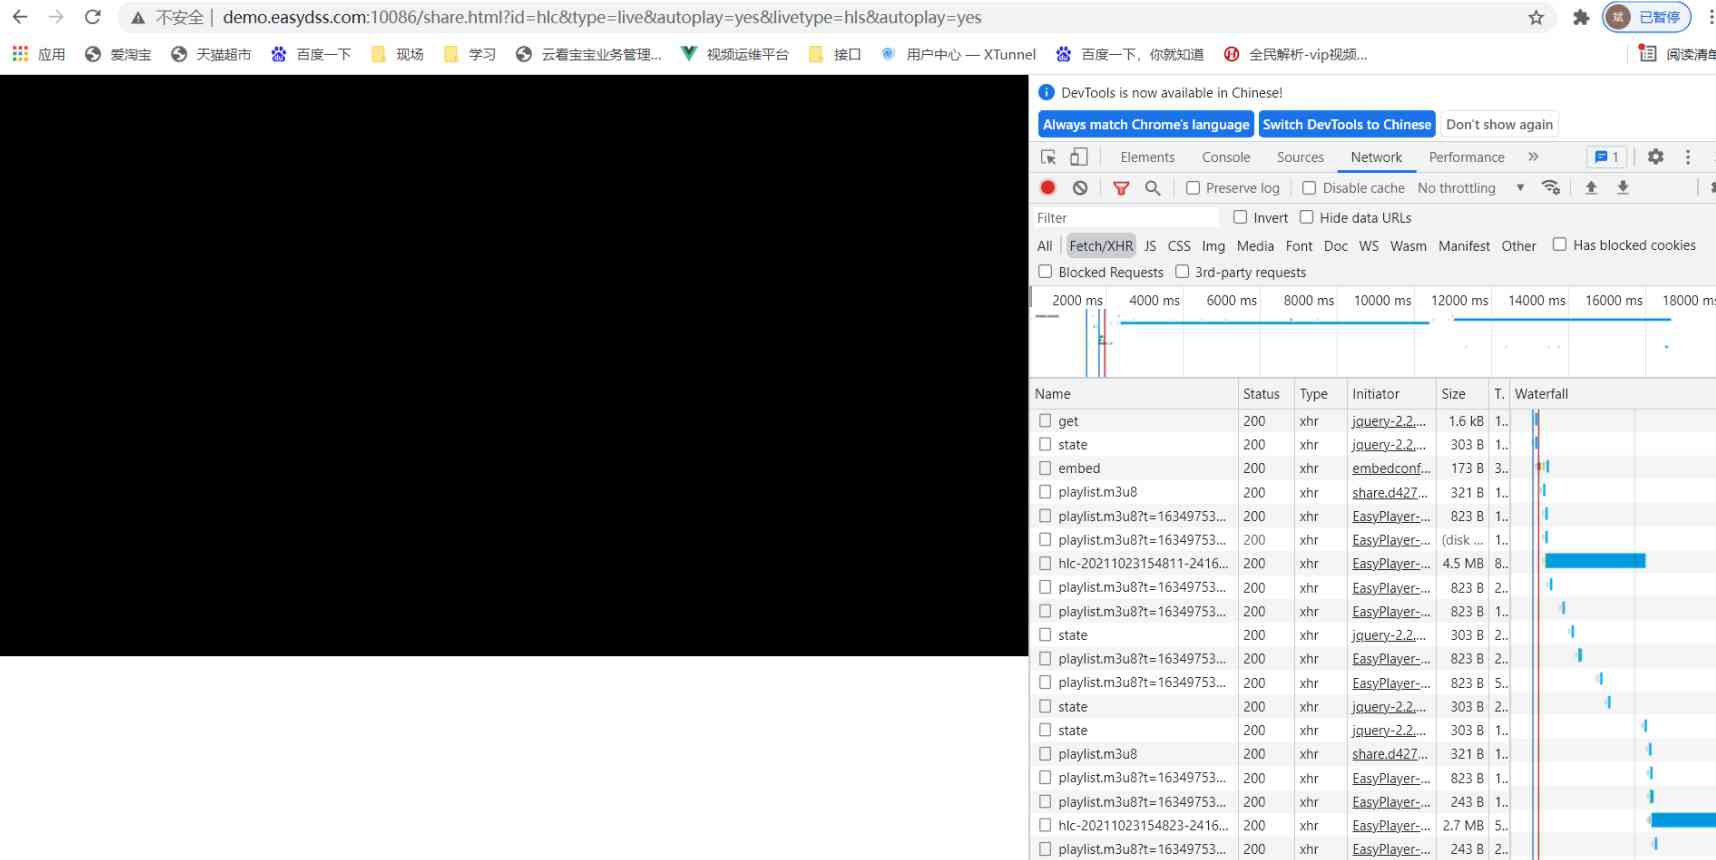 不安全 | demo.easydss.com:10086/share.html?id=hlc&type=live&autoplay=yes&livetype=hls&autoplay=yes 斌 已暂停
应用 爱淘宝 天猫超市 百度一下 现场 学习 云看宝宝业务管理... 视频运维平台 接口 用户中心 — XTunnel 百度一下，你就知道 全民解析-vip视频... 阅读清单
DevTools is now available in Chinese!
Always match Chrome's language Switch DevTools to Chinese Don't show again
Elements Console Sources Network Performance » 1
Preserve log Disable cache No throttling
Filter Invert Hide data URLs
All Fetch/XHR JS CSS Img Media Font Doc WS Wasm Manifest Other Has blocked cookies
Blocked Requests 3rd-party requests
2000 ms 4000 ms 6000 ms 8000 ms 10000 ms 12000 ms 14000 ms 16000 ms 18000 ms
Name Status Type Initiator Size T. Waterfall
get 200 xhr jquery-2.2.... 1.6 kB 1..
state 200 xhr jquery-2.2.... 303 B 1..
embed 200 xhr embedconf... 173 B 3..
playlist.m3u8 200 xhr share.d427... 321 B 1..
playlist.m3u8?t=16349753... 200 xhr EasyPlayer-... 823 B 1..
playlist.m3u8?t=16349753... 200 xhr EasyPlayer-... (disk ... 1..
hlc-20211023154811-2416... 200 xhr EasyPlayer-... 4.5 MB 8..
playlist.m3u8?t=16349753... 200 xhr EasyPlayer-... 823 B 2..
playlist.m3u8?t=16349753... 200 xhr EasyPlayer-... 823 B 1..
state 200 xhr jquery-2.2.... 303 B 2..
playlist.m3u8?t=16349753... 200 xhr EasyPlayer-... 823 B 2..
playlist.m3u8?t=16349753... 200 xhr EasyPlayer-... 823 B 5..
state 200 xhr jquery-2.2.... 303 B 2..
state 200 xhr jquery-2.2.... 303 B 1..
playlist.m3u8 200 xhr share.d427... 321 B 1..
playlist.m3u8?t=16349753... 200 xhr EasyPlayer-... 823 B 1..
playlist.m3u8?t=16349753... 200 xhr EasyPlayer-... 243 B 1..
hlc-20211023154823-2416... 200 xhr EasyPlayer-... 2.7 MB 5..
playlist.m3u8?t=16349753... 200 xhr EasyPlayer-... 243 B 2..